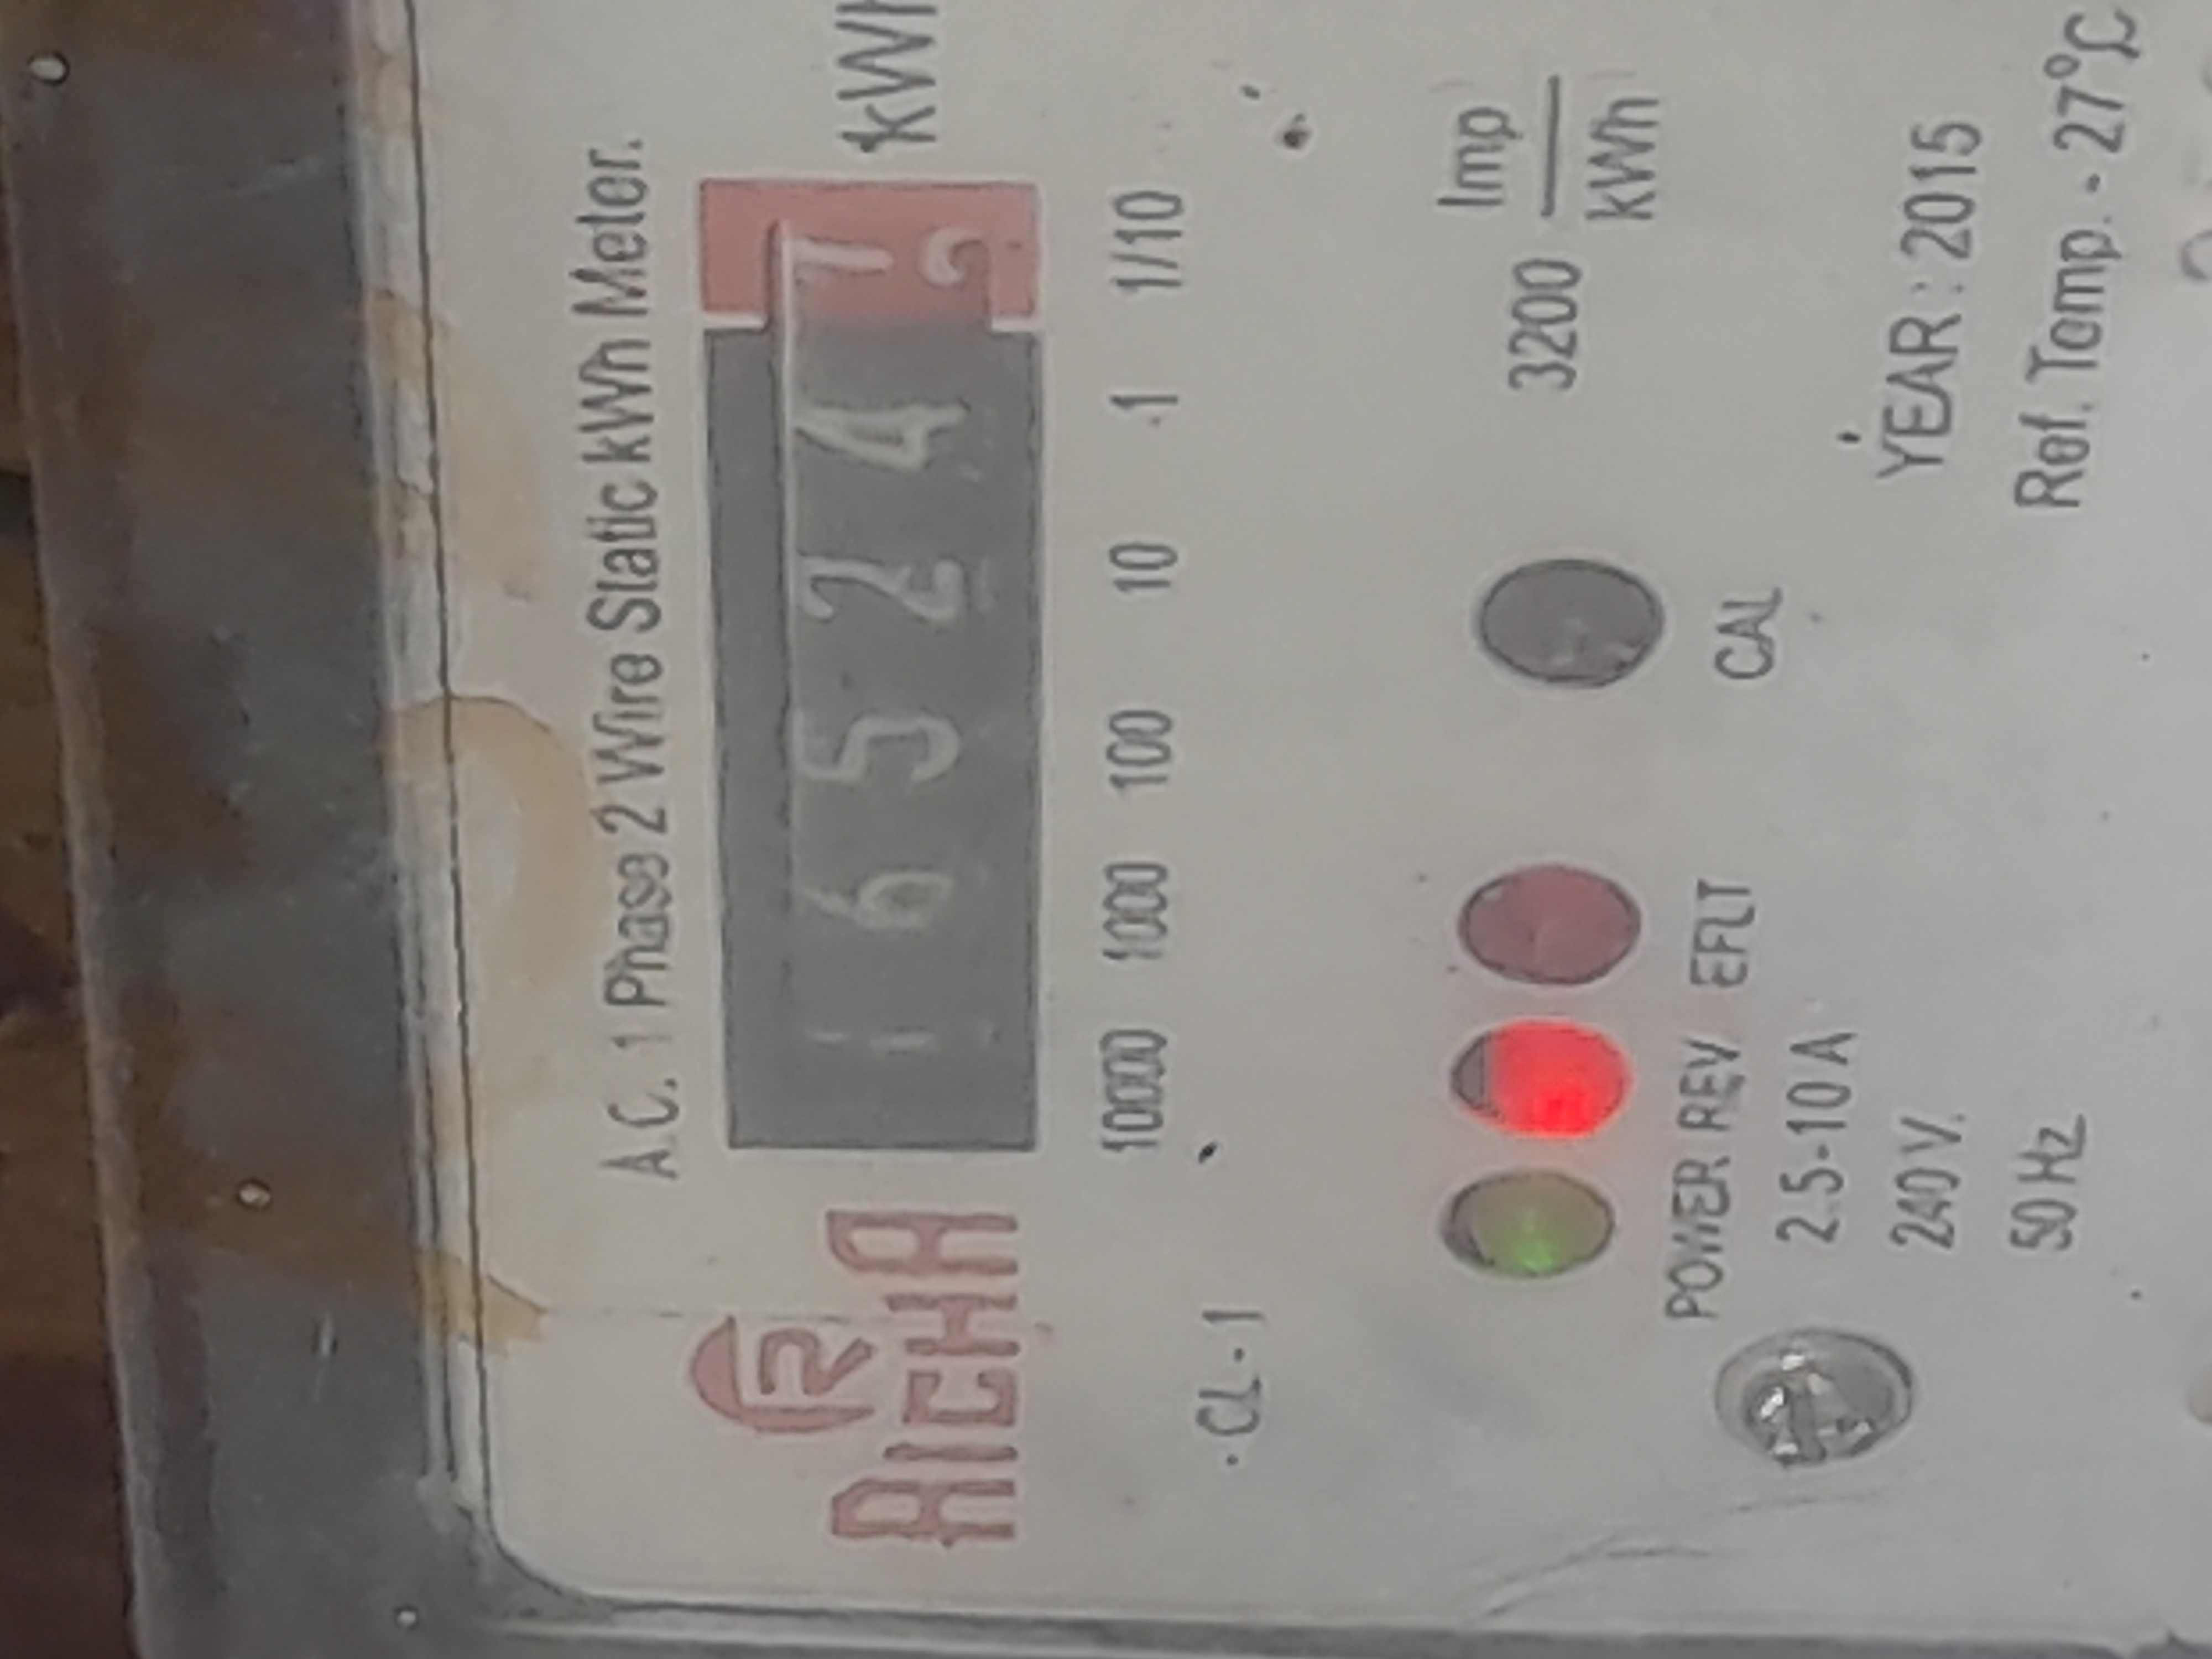 A.C. 1 Phase 2 Wire Static kWh Meter.
RICHA
6 5 2 4
kWh
10000 1000 100 10 1 1/10
CL - 1
3200 Imp
kWh
POWER REV EFLT CAL
2.5-10 A
240 V.
50 Hz
YEAR : 2015
Ref. Temp. - 27°C